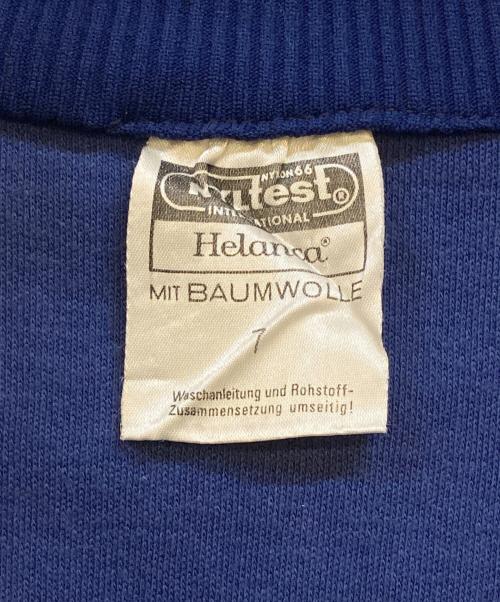 NYLON 66
NYLtest®
INTERNATIONAL
Helanca®
MIT BAUMWOLLE
7
Waschanleitung und Rohstoff-
Zusammensetzung umseitig!